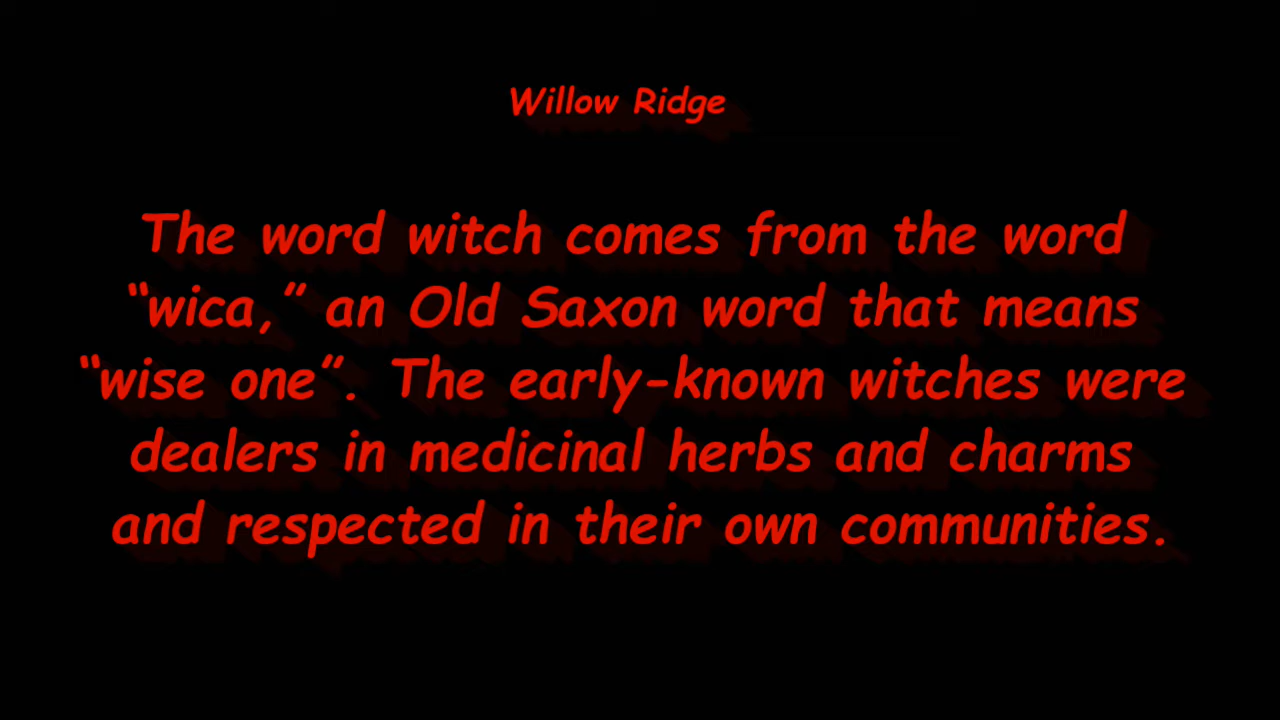 Willow Ridge
The word witch comes from the word
“wica,” an Old Saxon word that means
“wise one”. The early-known witches were
dealers in medicinal herbs and charms
and respected in their own communities.